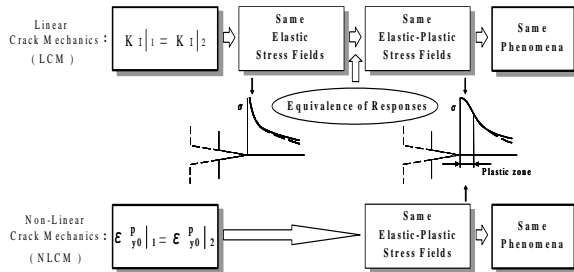 Linear
Crack Mechanics :
( LCM )
K I|1 = K I|2
Same
Elastic
Stress Fields
Same
Elastic-Plastic
Stress Fields
Same
Phenomena
σ
Equivalence of Responses
σ
Plastic zone
Non-Linear
Crack Mechanics :
(NLCM)
ε p y0|1 = ε p y0|2
Same
Elastic-Plastic
Stress Fields
Same
Phenomena